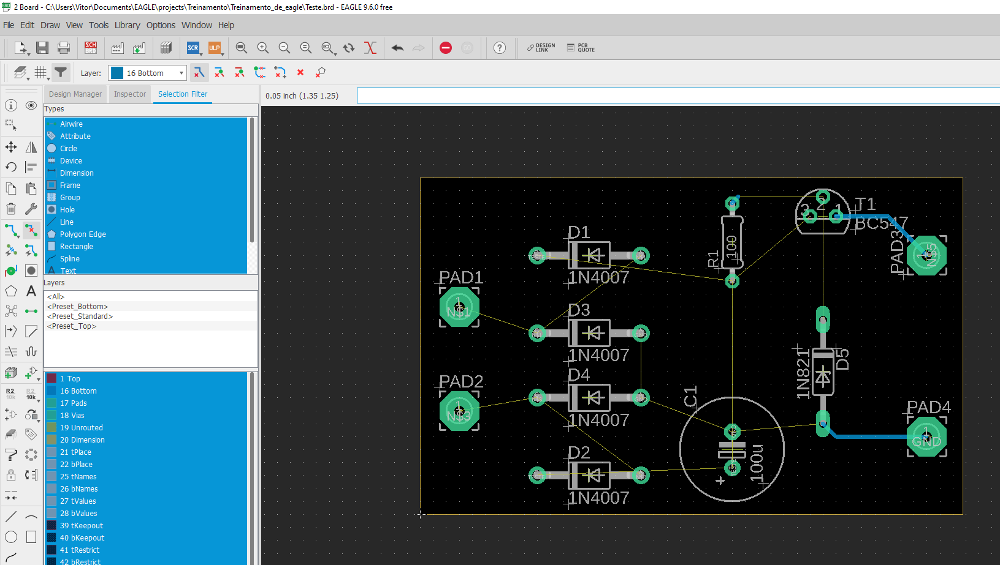 2 Board - C:\Users\Vitor\Documents\EAGLE\projects\Treinamento\Treinamento_de_eagle\Teste.brd - EAGLE 9.6.0 free
File Edit Draw View Tools Library Options Window Help
SCH BRD SCR ULP GO DESIGN LINK PCB QUOTE
Layer: 16 Bottom
Design Manager Inspector Selection Filter
0.05 inch (1.35 1.25)
Types
Airwire
Attribute
Circle
Device
Dimension
Frame
Group
Hole
Line
Polygon Edge
Rectangle
Spline
Text
Layers
<All>
<Preset_Bottom>
<Preset_Standard>
<Preset_Top>
1 Top
16 Bottom
17 Pads
18 Vias
19 Unrouted
20 Dimension
21 tPlace
22 bPlace
25 tNames
26 bNames
27 tValues
28 bValues
39 tKeepout
40 bKeepout
41 tRestrict
42 bRestrict
R2 10k
R2 10k
PAD1
1
N$1
PAD2
1
N$3
D1
1N4007
D3
1N4007
D4
1N4007
D2
1N4007
R1
100
3 2 1
T1
BC547
PAD3
1
N$5
1N821
D5
C1
100u
+
PAD4
1
GND